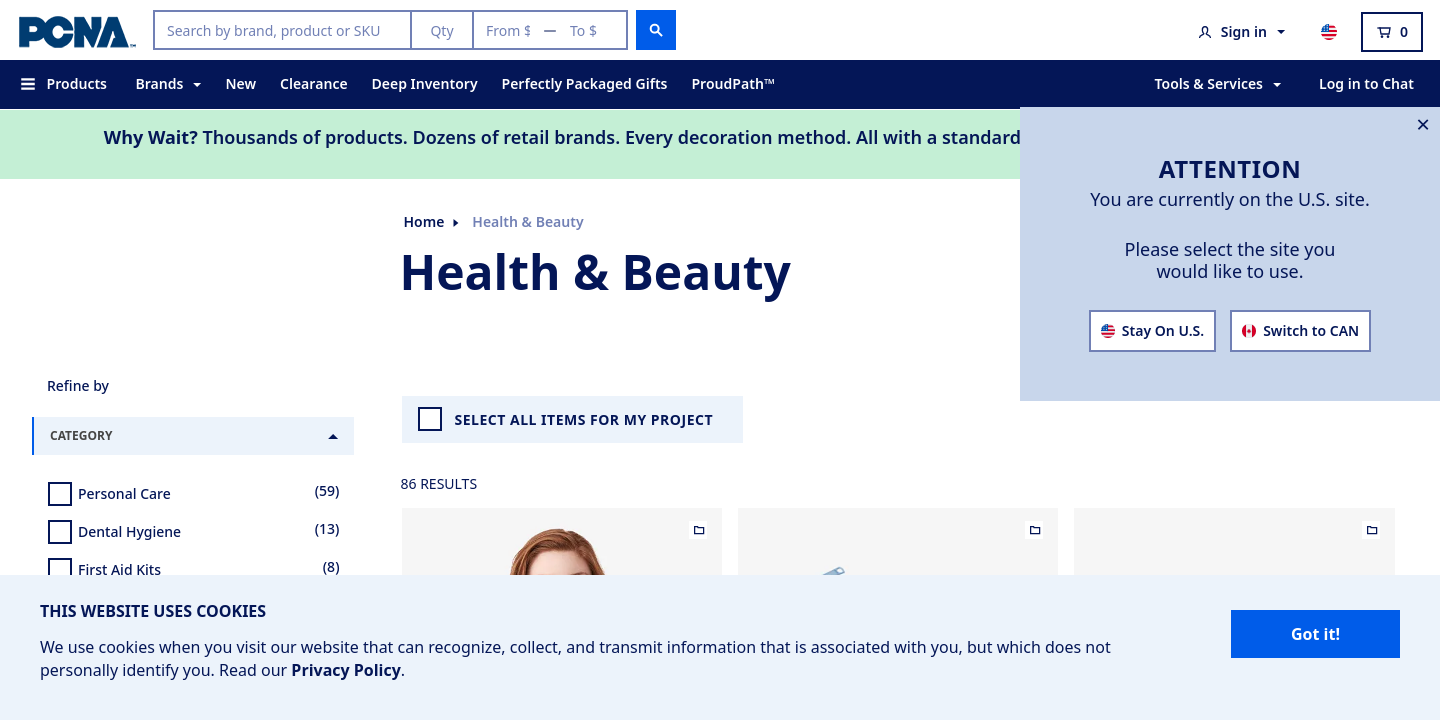 PCNA™
Search by brand, product or SKU
Qty
From $ — To $
Sign in
0
Products
Brands
New
Clearance
Deep Inventory
Perfectly Packaged Gifts
ProudPath™
Tools & Services
Log in to Chat
Why Wait? Thousands of products. Dozens of retail brands. Every decoration method. All with a standard
ATTENTION
You are currently on the U.S. site.
Please select the site you
would like to use.
Stay On U.S.
Switch to CAN
Home
Health & Beauty
Health & Beauty
Refine by
CATEGORY
Personal Care (59)
Dental Hygiene (13)
First Aid Kits (8)
SELECT ALL ITEMS FOR MY PROJECT
86 RESULTS
THIS WEBSITE USES COOKIES
We use cookies when you visit our website that can recognize, collect, and transmit information that is associated with you, but which does not
personally identify you. Read our Privacy Policy.
Got it!